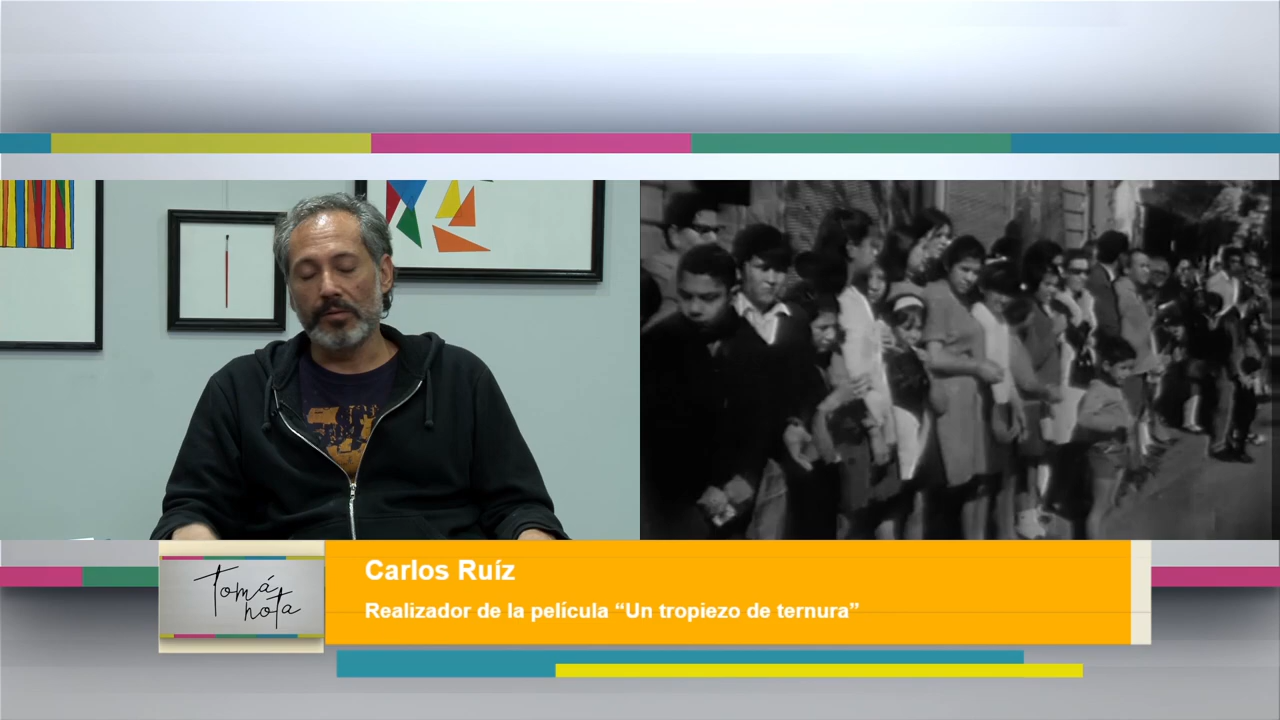 Carlos Ruíz
Realizador de la película “Un tropiezo de ternura”
Tomá
nota